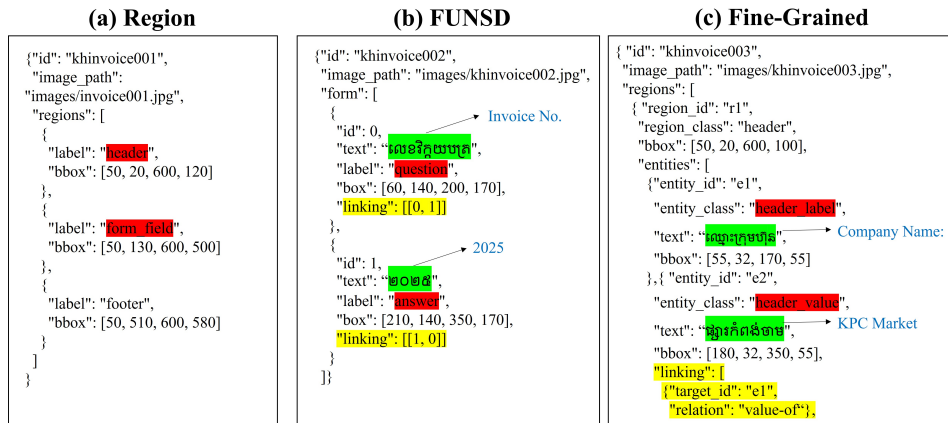 (a) Region
{"id": "khinvoice001",
"image_path":
"images/invoice001.jpg",
"regions": [
{
"label": "header",
"bbox": [50, 20, 600, 120]
},
{
"label": "form_field",
"bbox": [50, 130, 600, 500]
},
{
"label": "footer",
"bbox": [50, 510, 600, 580]
}
]
}
(b) FUNSD
{"id": "khinvoice002",
"image_path": "images/khinvoice002.jpg",
"form": [
{
Invoice No.
"id": 0,
"text": “លេខវិក្កយបត្រ",
"label": "question",
"box": [60, 140, 200, 170],
"linking": [[0, 1]]
},
{
2025
"id": 1,
"text": “២០២៥",
"label": "answer",
"box": [210, 140, 350, 170],
"linking": [[1, 0]]
}
]}
(c) Fine-Grained
{ "id": "khinvoice003",
"image_path": "images/khinvoice003.jpg",
"regions": [
{ "region_id": "r1",
"region_class": "header",
"bbox": [50, 20, 600, 100],
"entities": [
{"entity_id": "e1",
"entity_class": "header_label",
"text": “ឈ្មោះក្រុមហ៊ុន",
Company Name:
"bbox": [55, 32, 170, 55]
},{ "entity_id": "e2",
"entity_class": "header_value",
"text": “ផ្សារកំពង់ចាម",
KPC Market
"bbox": [180, 32, 350, 55],
"linking": [
{"target_id": "e1",
"relation": "value-of“},